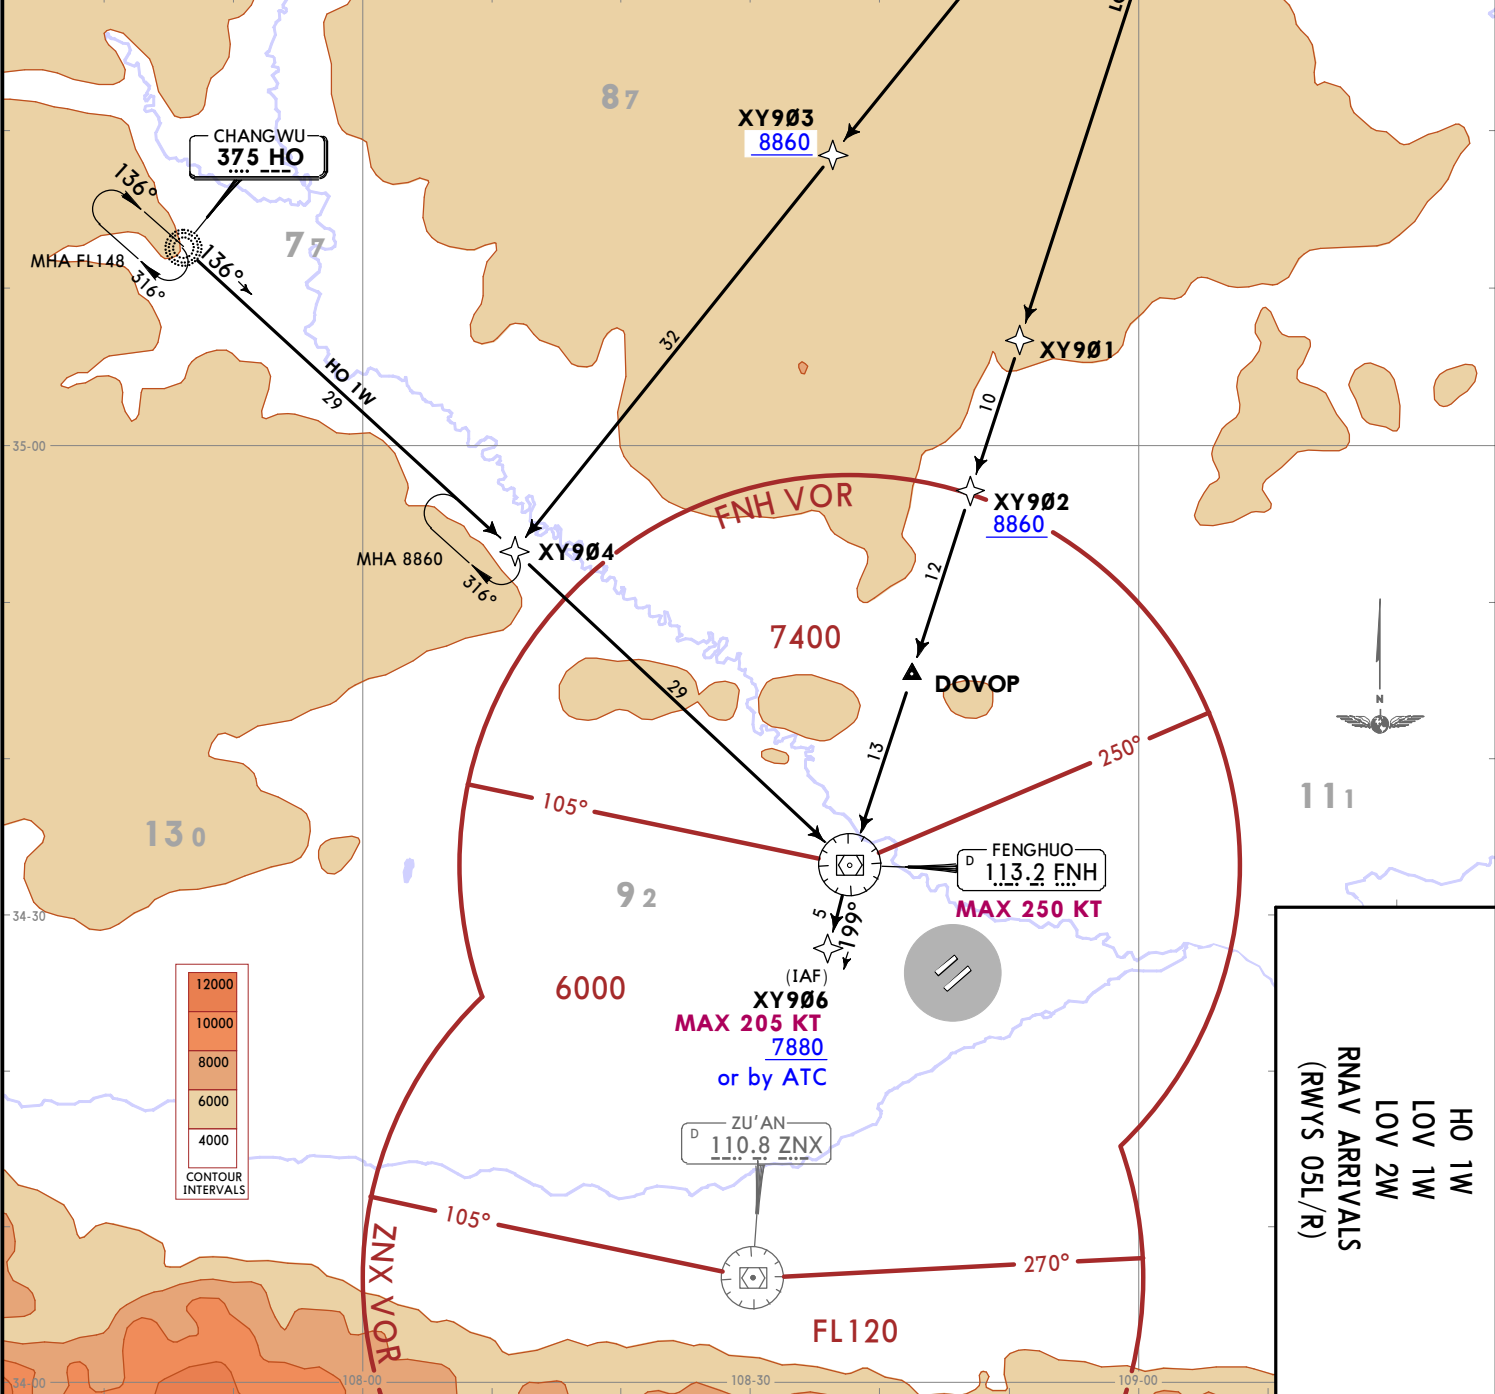 LO
87
XY9Ø3
8860
CHANGWU
375 HO
136°
136°
77
MHA FL148
316°
HO 1W
29
32
XY9Ø1
10
35-00
FNH VOR
XY9Ø2
8860
MHA 8860
XY9Ø4
316°
12
7400
29
DOVOP
13
250°
N
105°
111
130
FENGHUO
D 113.2 FNH
MAX 250 KT
92
5
199°
34-30
(IAF)
XY9Ø6
MAX 205 KT
7880
or by ATC
6000
12000
10000
8000
6000
4000
CONTOUR
INTERVALS
ZU'AN
D 110.8 ZNX
105°
270°
ZNX VOR
FL120
HO 1W
LOV 1W
LOV 2W
RNAV ARRIVALS
(RWYS 05L/R)
34-00
108-00
108-30
109-00